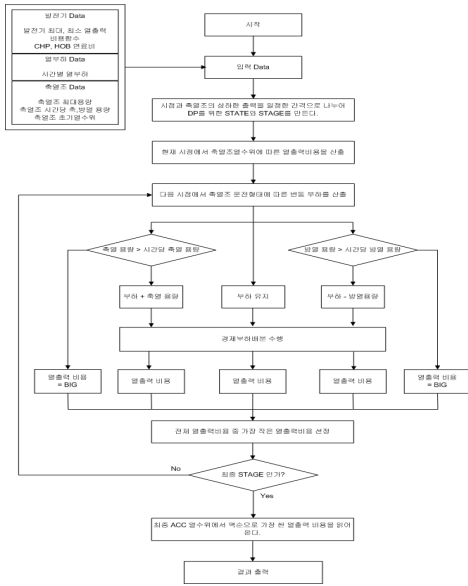 발전기 Data
발전기 최대, 최소 열출력
비용함수
CHP, HOB 연료비
열부하 Data
시간별 열부하
축열조 Data
축열조 최대용량
축열조 시간당 축,방열 용량
축열조 초기열수위
시작
입력 Data
시점과 축열조의 상하한 출력을 일정한 간격으로 나누어
DP를 위한 STATE와 STAGE를 만든다.
현재 시점에서 축열조열수위에 따른 열출력비용을 산출
다음 시점에서 축열조 운전형태에 따른 변동 부하를 산출
축열 용량 > 시간당 축열 용량
방열 용량 > 시간당 방열 용량
부하 + 축열 용량
부하 유지
부하 - 방열용량
경제부하배분 수행
열출력 비용
= BIG
열출력 비용
열출력 비용
열출력 비용
열출력 비용
= BIG
전체 열출력비용 중 가장 적은 열출력비용 선정
No
최종 STAGE 인가?
Yes
최종 ACC 열수위에서 역순으로 가장 싼 열출력 비용을 읽어
온다.
결과 출력